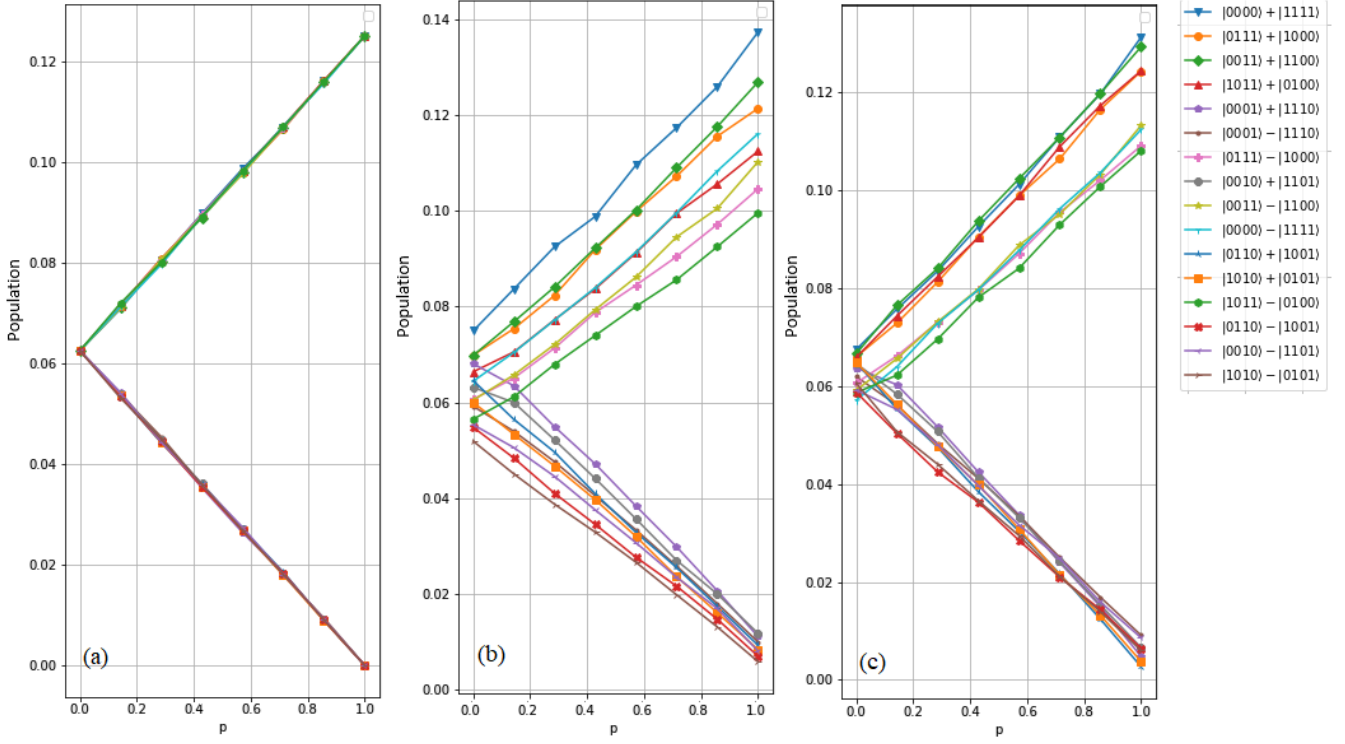 0.12
0.10
0.08
0.06
0.04
0.02
0.00
Population
0.0 0.2 0.4 0.6 0.8 1.0
p
(a)
0.14
0.12
0.10
0.08
0.06
0.04
0.02
0.00
Population
0.0 0.2 0.4 0.6 0.8 1.0
p
(b)
0.12
0.10
0.08
0.06
0.04
0.02
0.00
Population
0.0 0.2 0.4 0.6 0.8 1.0
p
(c)
|0000⟩ + |1111⟩
|0111⟩ + |1000⟩
|0011⟩ + |1100⟩
|1011⟩ + |0100⟩
|0001⟩ + |1110⟩
|0001⟩ − |1110⟩
|0111⟩ − |1000⟩
|0010⟩ + |1101⟩
|0011⟩ − |1100⟩
|0000⟩ − |1111⟩
|0110⟩ + |1001⟩
|1010⟩ + |0101⟩
|1011⟩ − |0100⟩
|0110⟩ − |1001⟩
|0010⟩ − |1101⟩
|1010⟩ − |0101⟩